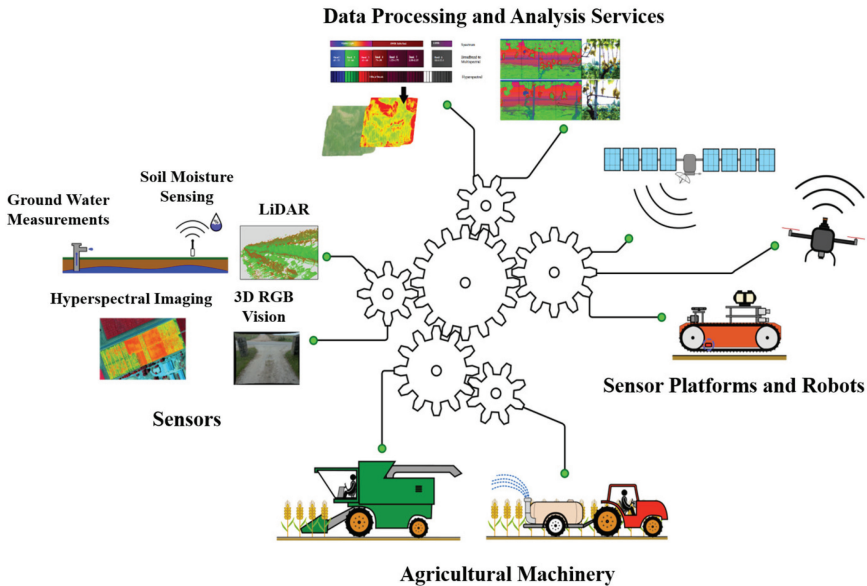 Data Processing and Analysis Services
Soil Moisture
Sensing
Ground Water
Measurements
LiDAR
Hyperspectral Imaging
3D RGB
Vision
Sensors
Sensor Platforms and Robots
Agricultural Machinery